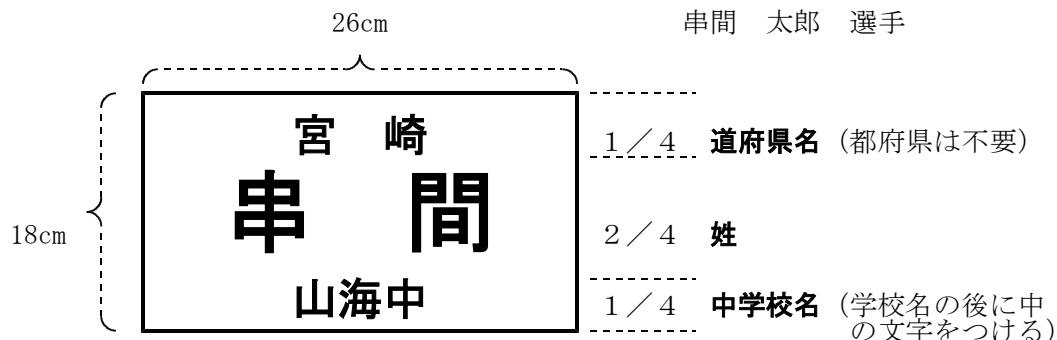 26cm
串間　太郎　選手
宮　崎
１／４　道府県名（都府県は不要）
串　間
18cm
２／４　姓
山海中
１／４　中学校名（学校名の後に中
の文字をつける）